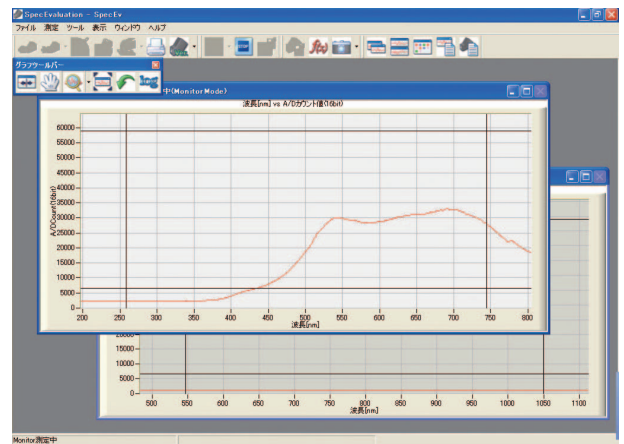 SpecEvaluation - SpecEv
ファイル 測定 ツール 表示 ウィンドウ ヘルプ
f(x)
グラフツールバー
中(MonitorMode)
波長[nm] vs A/Dカウント値(16bit)
60000
55000
50000
45000
40000
35000
30000
25000
20000
15000
10000
5000
0
A/DCount(16bit)
200 250 300 350 400 450 500 550 600 650 700 750 800
波長[nm]
20000
15000
10000
5000
0
500 550 600 650 700 750 800 850 900 950 1000 1050 1100
波長[nm]
Monitor測定中